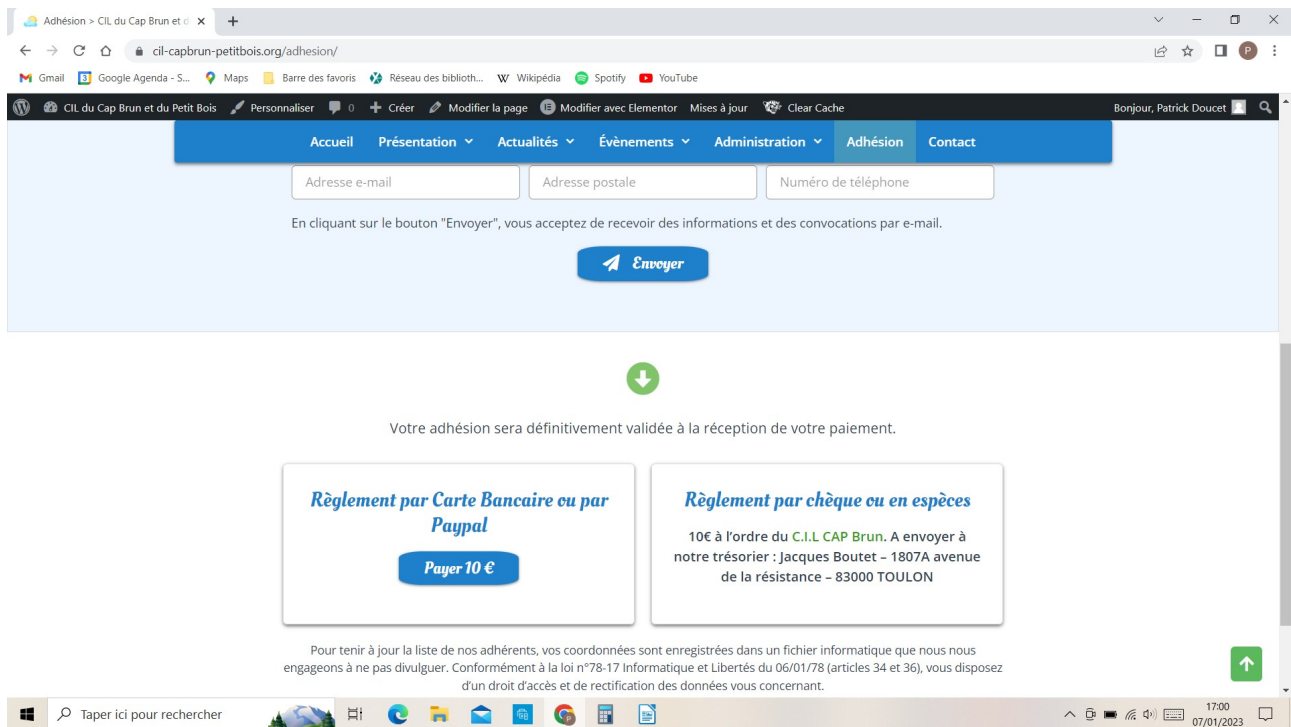 Adhésion > CIL du Cap Brun et d
cil-capbrun-petitbois.org/adhesion/
P
Gmail Google Agenda - S... Maps Barre des favoris Réseau des biblioth... W Wikipédia Spotify YouTube
CIL du Cap Brun et du Petit Bois Personnaliser 0 Créer Modifier la page Modifier avec Elementor Mises à jour Clear Cache Bonjour, Patrick Doucet
Accueil Présentation Actualités Évènements Administration Adhésion Contact
Adresse e-mail Adresse postale Numéro de téléphone
En cliquant sur le bouton "Envoyer", vous acceptez de recevoir des informations et des convocations par e-mail.
Envoyer
Votre adhésion sera définitivement validée à la réception de votre paiement.
Règlement par Carte Bancaire ou par
Paypal
Payer 10 €
Règlement par chèque ou en espèces
10€ à l’ordre du C.I.L CAP Brun. A envoyer à
notre trésorier : Jacques Boutet – 1807A avenue
de la résistance – 83000 TOULON
Pour tenir à jour la liste de nos adhérents, vos coordonnées sont enregistrées dans un fichier informatique que nous nous
engageons à ne pas divulguer. Conformément à la loi n°78-17 Informatique et Libertés du 06/01/78 (articles 34 et 36), vous disposez
d’un droit d’accès et de rectification des données vous concernant.
Taper ici pour rechercher
17:00
07/01/2023